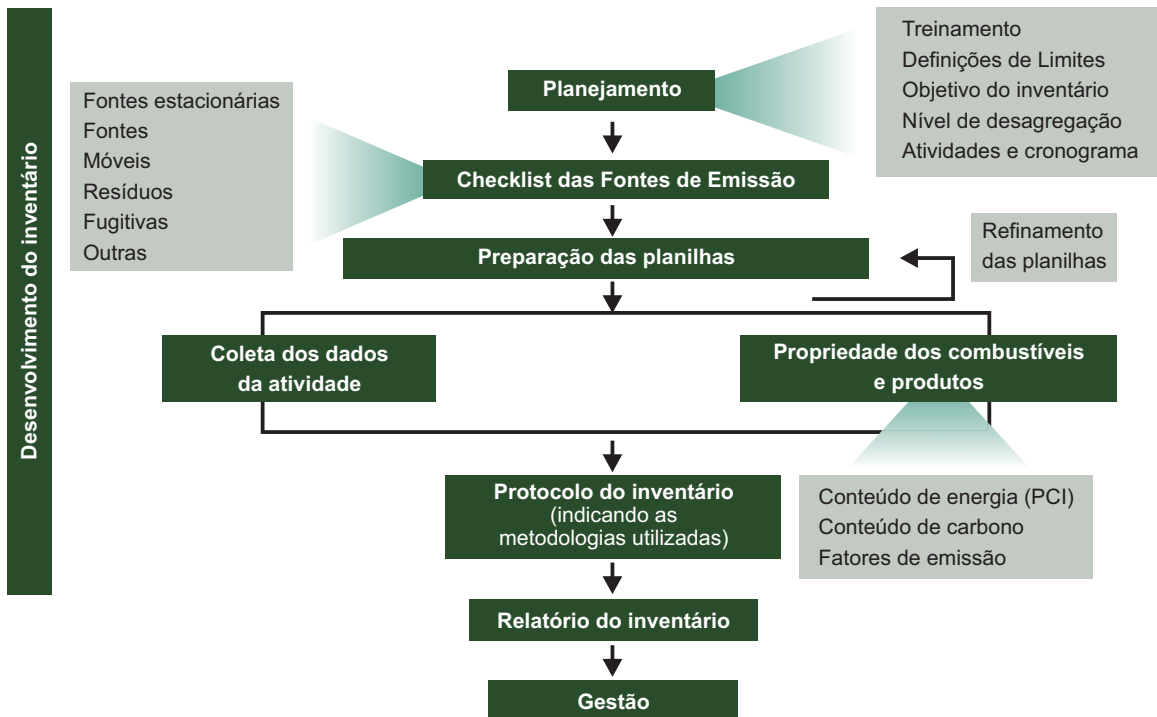 Desenvolvimento do inventário
Planejamento
Treinamento
Definições de Limites
Objetivo do inventário
Nível de desagregação
Atividades e cronograma
Fontes estacionárias
Fontes
Móveis
Resíduos
Fugitivas
Outras
Checklist das Fontes de Emissão
Preparação das planilhas
Refinamento
das planilhas
Coleta dos dados
da atividade
Propriedade dos combustíveis
e produtos
Protocolo do inventário
(indicando as
metodologias utilizadas)
Conteúdo de energia (PCI)
Conteúdo de carbono
Fatores de emissão
Relatório do inventário
Gestão